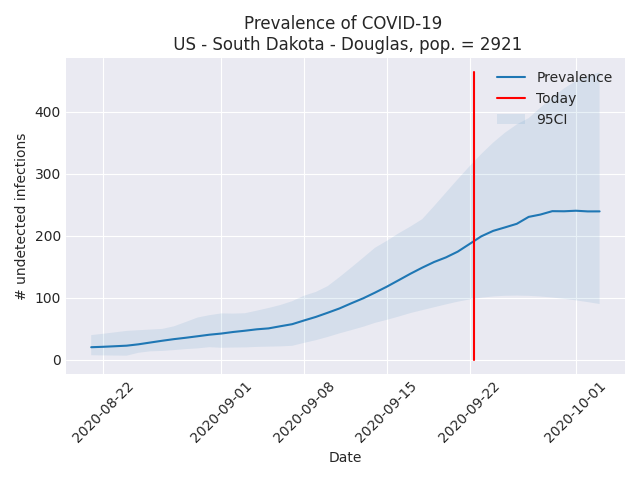 Prevalence of COVID-19
US - South Dakota - Douglas, pop. = 2921
Prevalence
Today
95CI
400
300
200
100
0
# undetected infections
2020-08-22
2020-09-01
2020-09-08
2020-09-15
2020-09-22
2020-10-01
Date